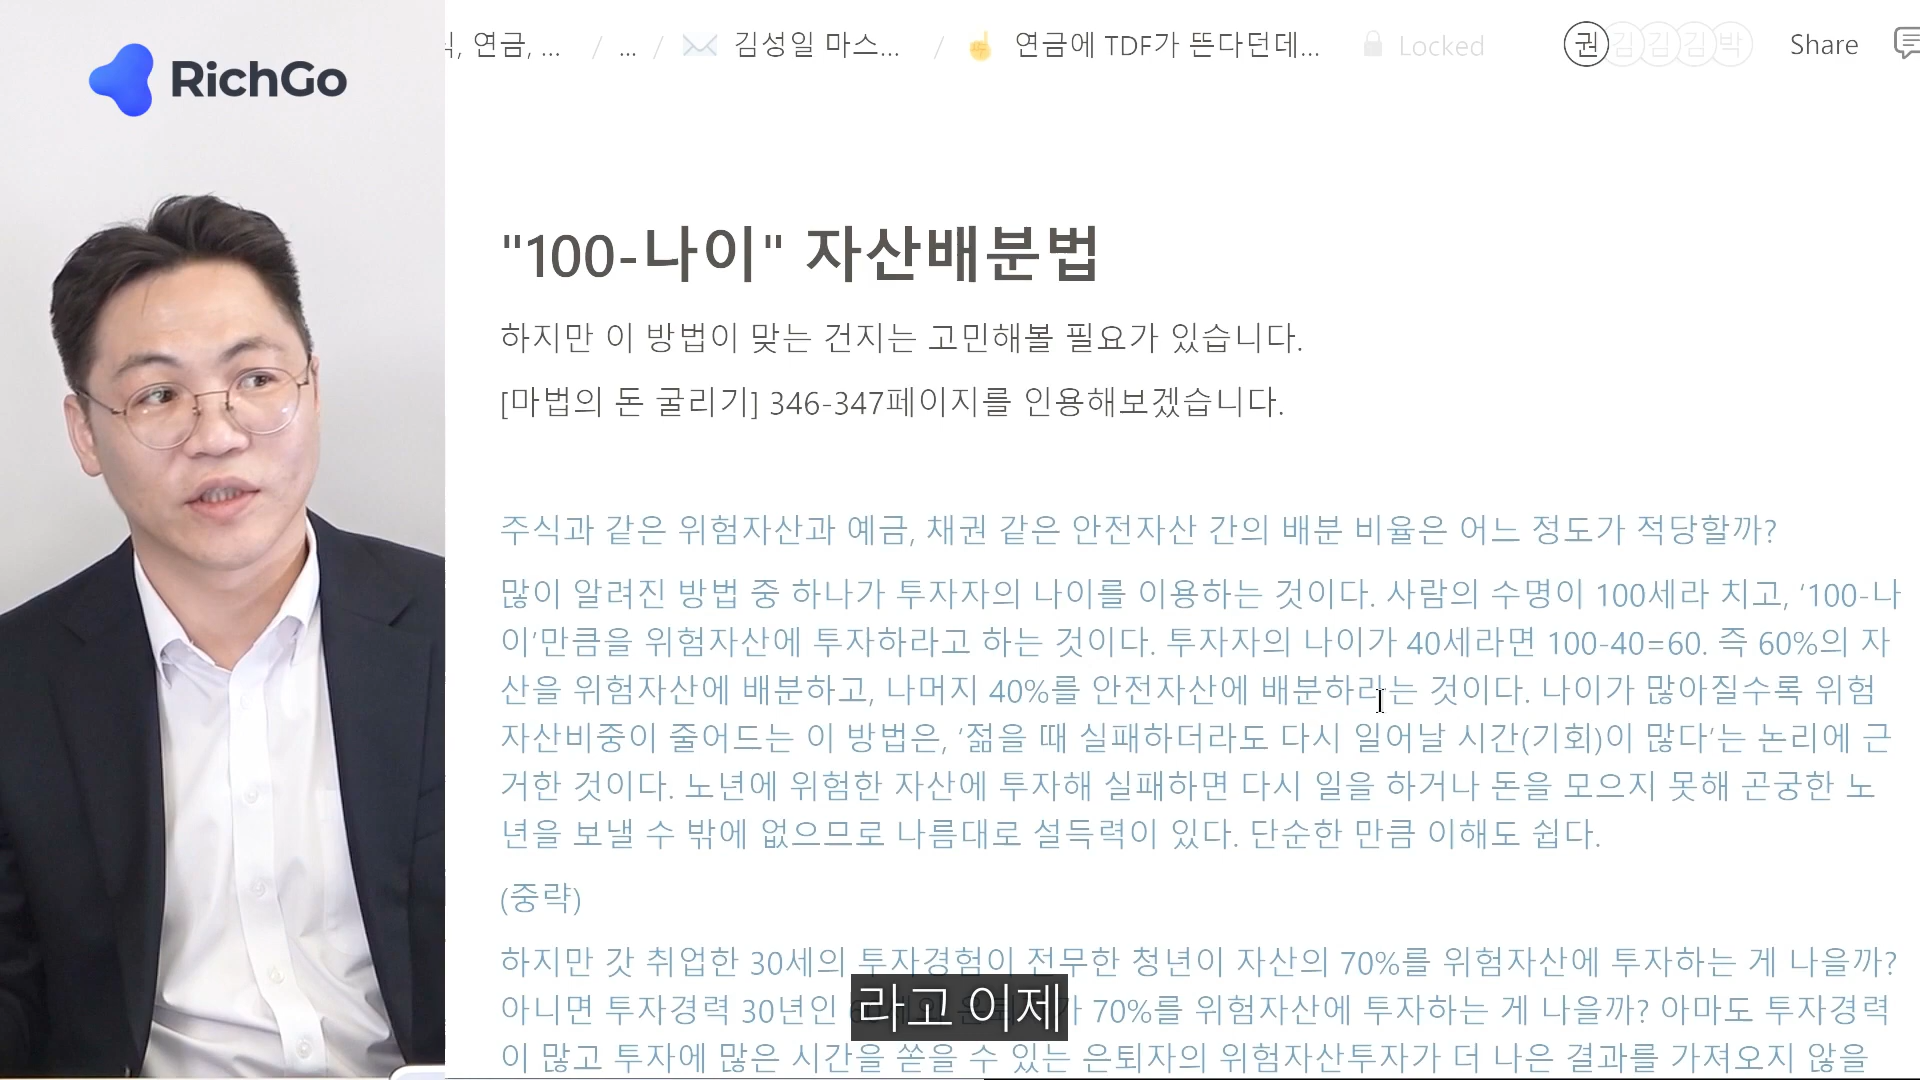 RichGo
, 연금, ... / ... / 김성일 마스... / 연금에 TDF가 뜬다던데... Locked 권 김 김 김 박 Share
"100-나이" 자산배분법
하지만 이 방법이 맞는 건지는 고민해볼 필요가 있습니다.
[마법의 돈 굴리기] 346-347페이지를 인용해보겠습니다.
주식과 같은 위험자산과 예금, 채권 같은 안전자산 간의 배분 비율은 어느 정도가 적당할까?
많이 알려진 방법 중 하나가 투자자의 나이를 이용하는 것이다. 사람의 수명이 100세라 치고, ‘100-나
이’만큼을 위험자산에 투자하라고 하는 것이다. 투자자의 나이가 40세라면 100-40=60. 즉 60%의 자
산을 위험자산에 배분하고, 나머지 40%를 안전자산에 배분하라는 것이다. 나이가 많아질수록 위험
자산비중이 줄어드는 이 방법은, ‘젊을 때 실패하더라도 다시 일어날 시간(기회)이 많다’는 논리에 근
거한 것이다. 노년에 위험한 자산에 투자해 실패하면 다시 일을 하거나 돈을 모으지 못해 곤궁한 노
년을 보낼 수 밖에 없으므로 나름대로 설득력이 있다. 단순한 만큼 이해도 쉽다.
(중략)
하지만 갓 취업한 30세의 투자경험이 전무한 청년이 자산의 70%를 위험자산에 투자하는 게 나을까?
아니면 투자경력 30년인 70%를 위험자산에 투자하는 게 나을까? 아마도 투자경력
라고 이제
이 많고 투자에 많은 시간을 쏟을 수 있는 은퇴자의 위험자산투자가 더 나은 결과를 가져오지 않을